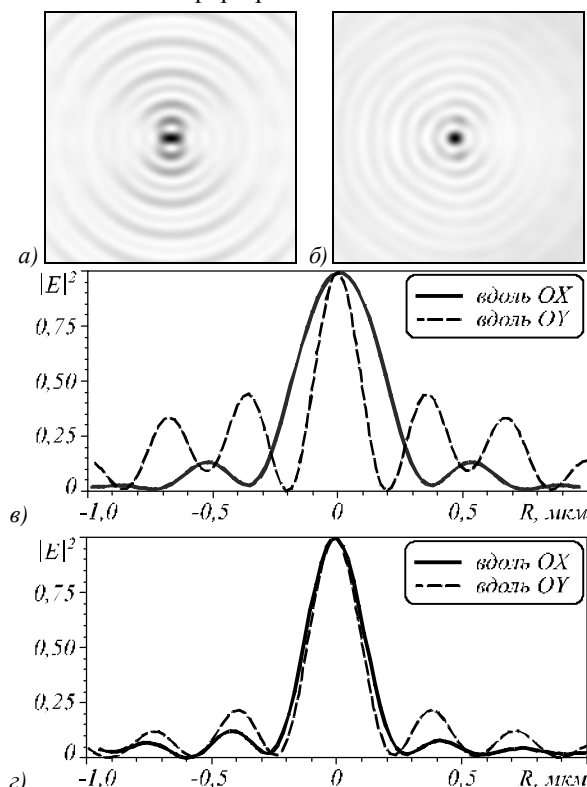 а)
б)
|E|²
0,75
0,50
0,25
0
вдоль OX
вдоль OY
-1,0 -0,5 0 0,5 R, мкм
в)
|E|²
0,75
0,50
0,25
0
вдоль OX
вдоль OY
-1,0 -0,5 0 0,5 R, мкм
г)